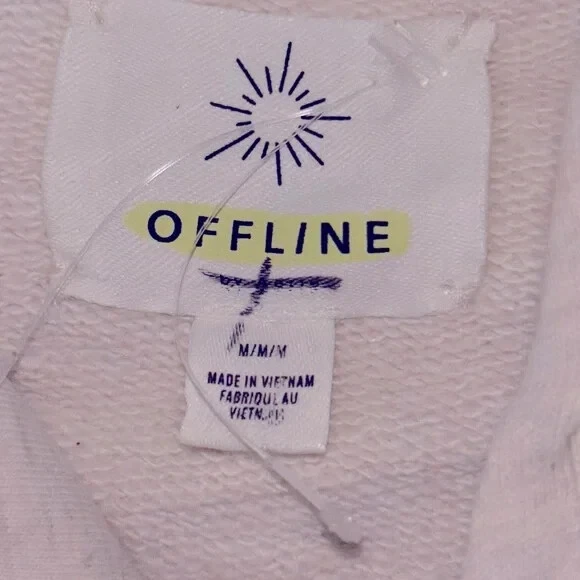 OFFLINE
M/M/M
MADE IN VIETNAM
FABRIQUE AU